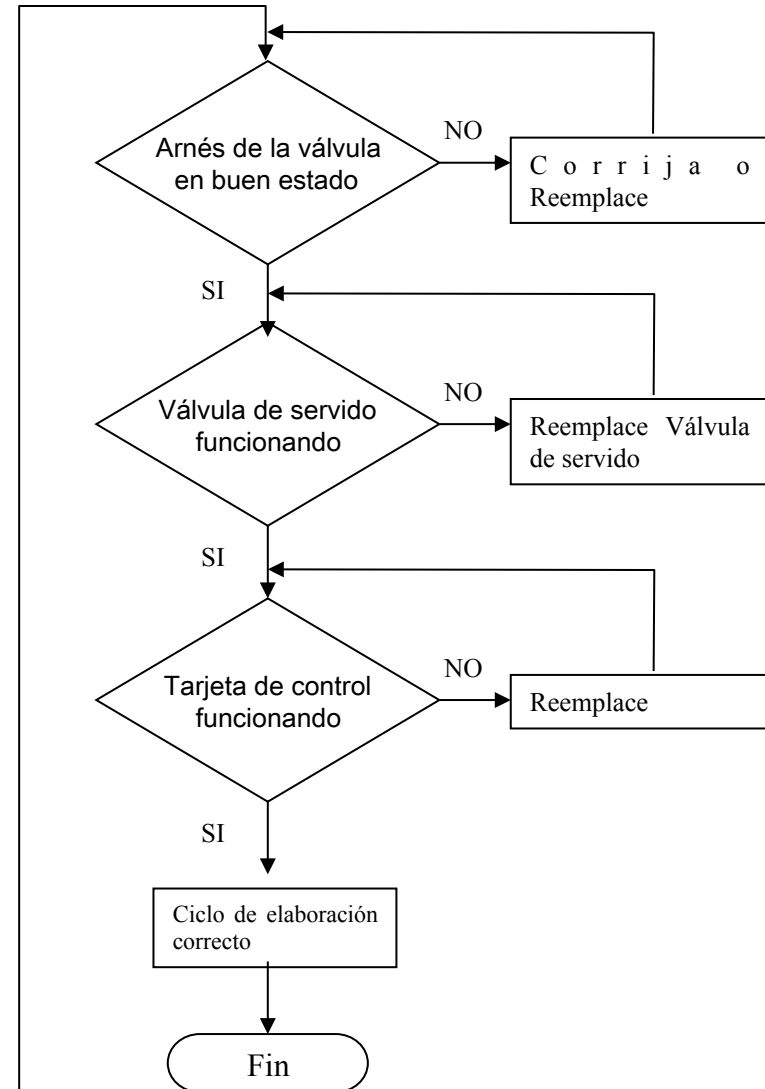 Arnés de la válvula
en buen estado
NO
Corrija o
Reemplace
SI
Válvula de servido
funcionando
NO
Reemplace Válvula
de servido
SI
Tarjeta de control
funcionando
NO
Reemplace
SI
Ciclo de elaboración
correcto
Fin